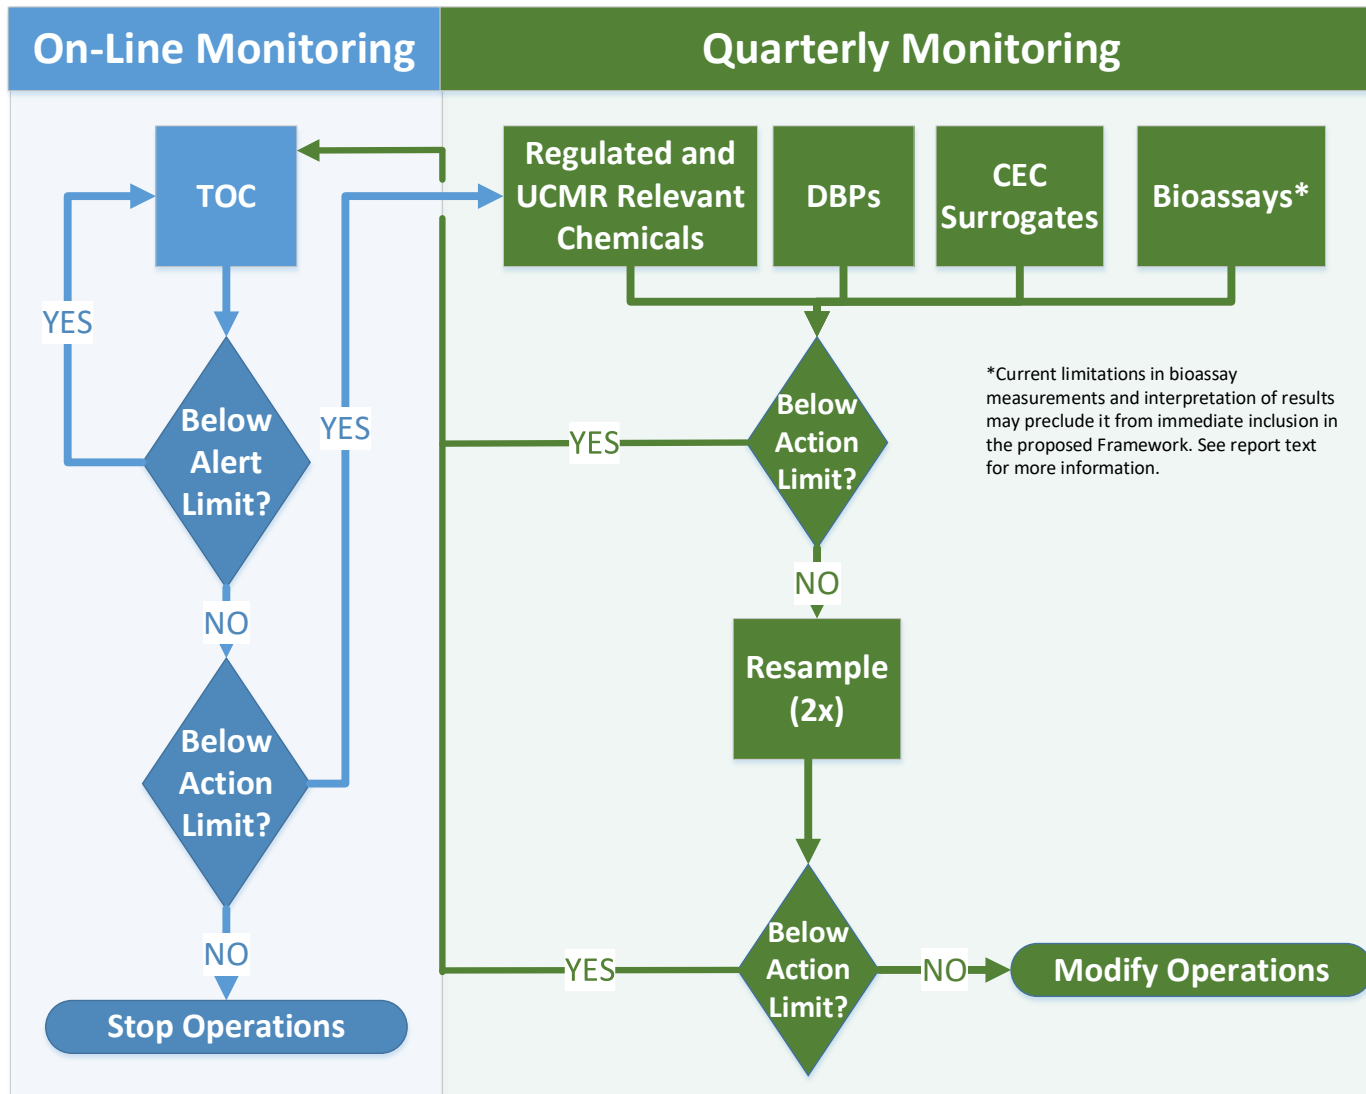 On-Line Monitoring
Quarterly Monitoring
TOC
YES
Below
Alert
Limit?
NO
YES
Below
Action
Limit?
NO
Stop Operations
Regulated and
UCMR Relevant
Chemicals
DBPs
CEC
Surrogates
Bioassays*
*Current limitations in bioassay
measurements and interpretation of results
may preclude it from immediate inclusion in
the proposed Framework. See report text
for more information.
Below
Action
Limit?
YES
NO
Resample
(2x)
Below
Action
Limit?
YES
NO
Modify Operations